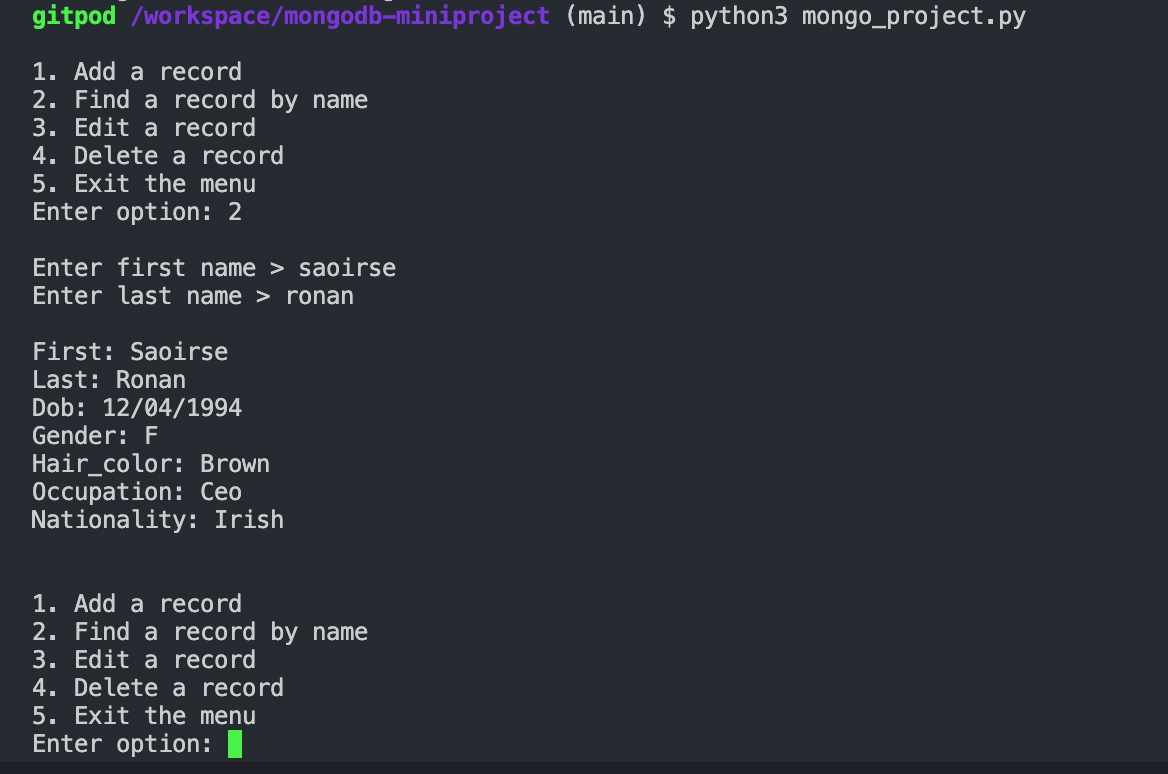 gitpod /workspace/mongodb-miniproject (main) $ python3 mongo_project.py
1. Add a record
2. Find a record by name
3. Edit a record
4. Delete a record
5. Exit the menu
Enter option: 2
Enter first name > saoirse
Enter last name > ronan
First: Saoirse
Last: Ronan
Dob: 12/04/1994
Gender: F
Hair_color: Brown
Occupation: Ceo
Nationality: Irish
1. Add a record
2. Find a record by name
3. Edit a record
4. Delete a record
5. Exit the menu
Enter option: